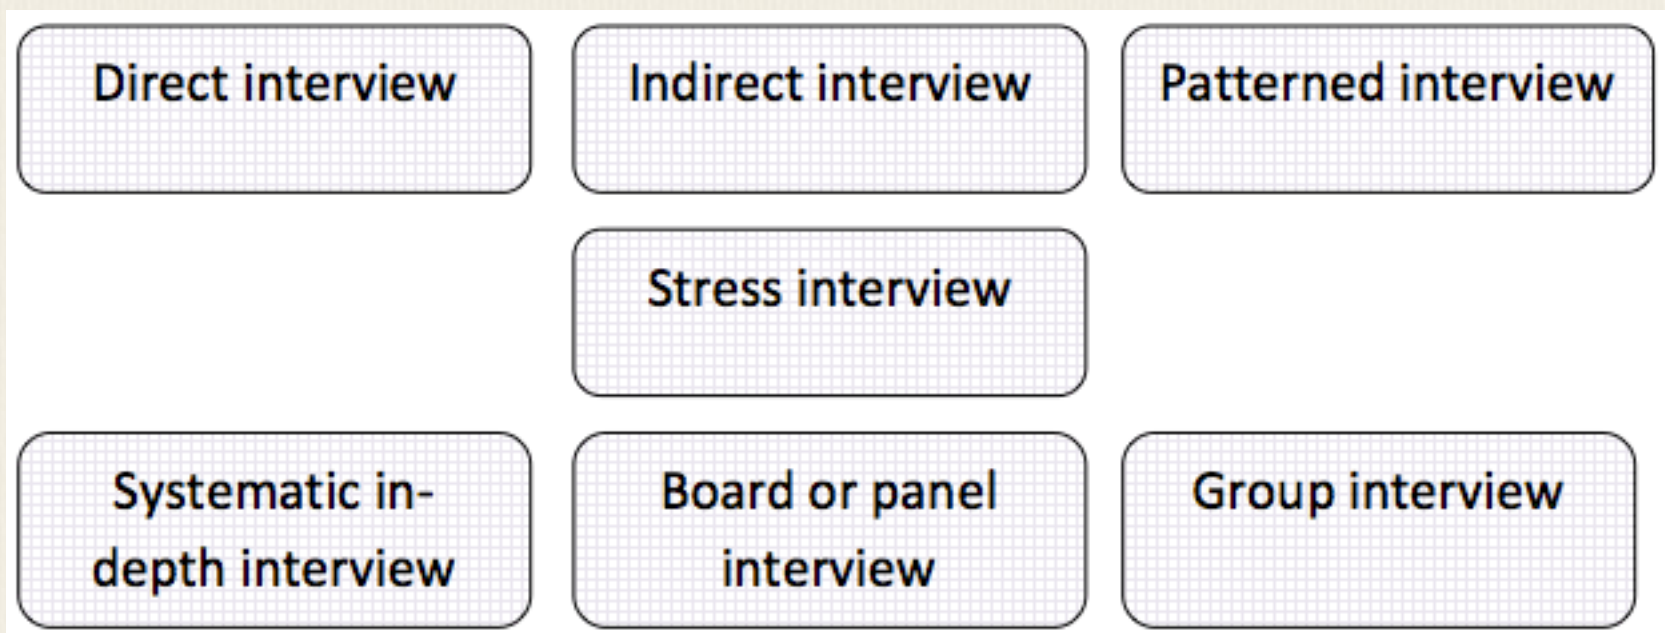 Direct interview
Indirect interview
Patterned interview
Stress interview
Systematic in-
depth interview
Board or panel
interview
Group interview